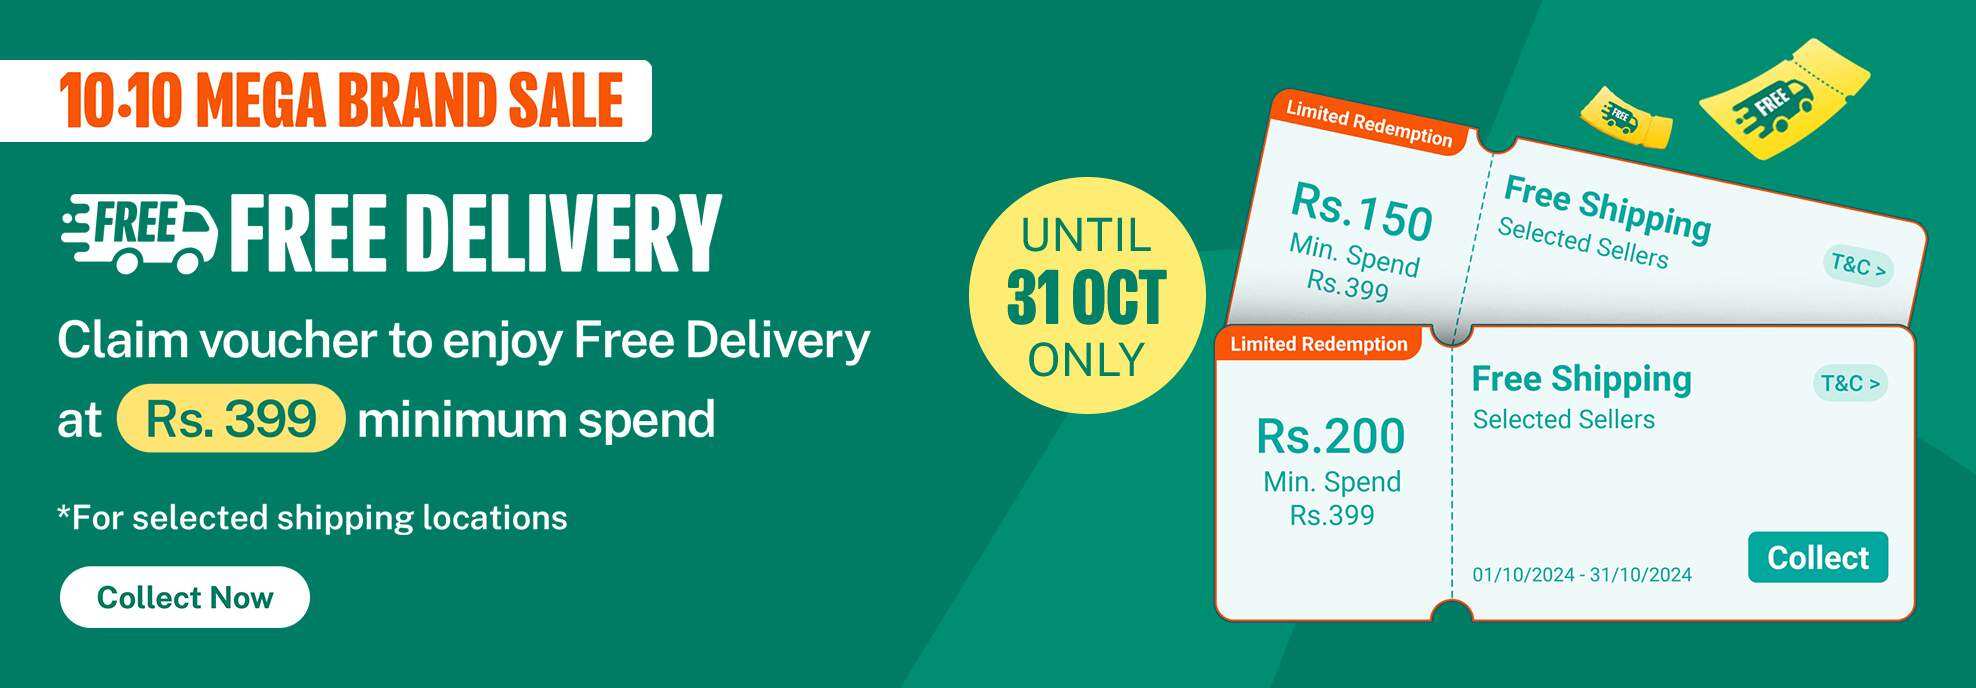 10.10 MEGA BRAND SALE
FREE FREE DELIVERY
Claim voucher to enjoy Free Delivery
at Rs. 399 minimum spend
*For selected shipping locations
Collect Now
UNTIL
31 OCT
ONLY
FREE
FREE
Limited Redemption
Rs.150
Min. Spend
Rs.399
Free Shipping
Selected Sellers
T&C >
Limited Redemption
Rs.200
Min. Spend
Rs.399
Free Shipping
Selected Sellers
T&C >
01/10/2024 - 31/10/2024
Collect